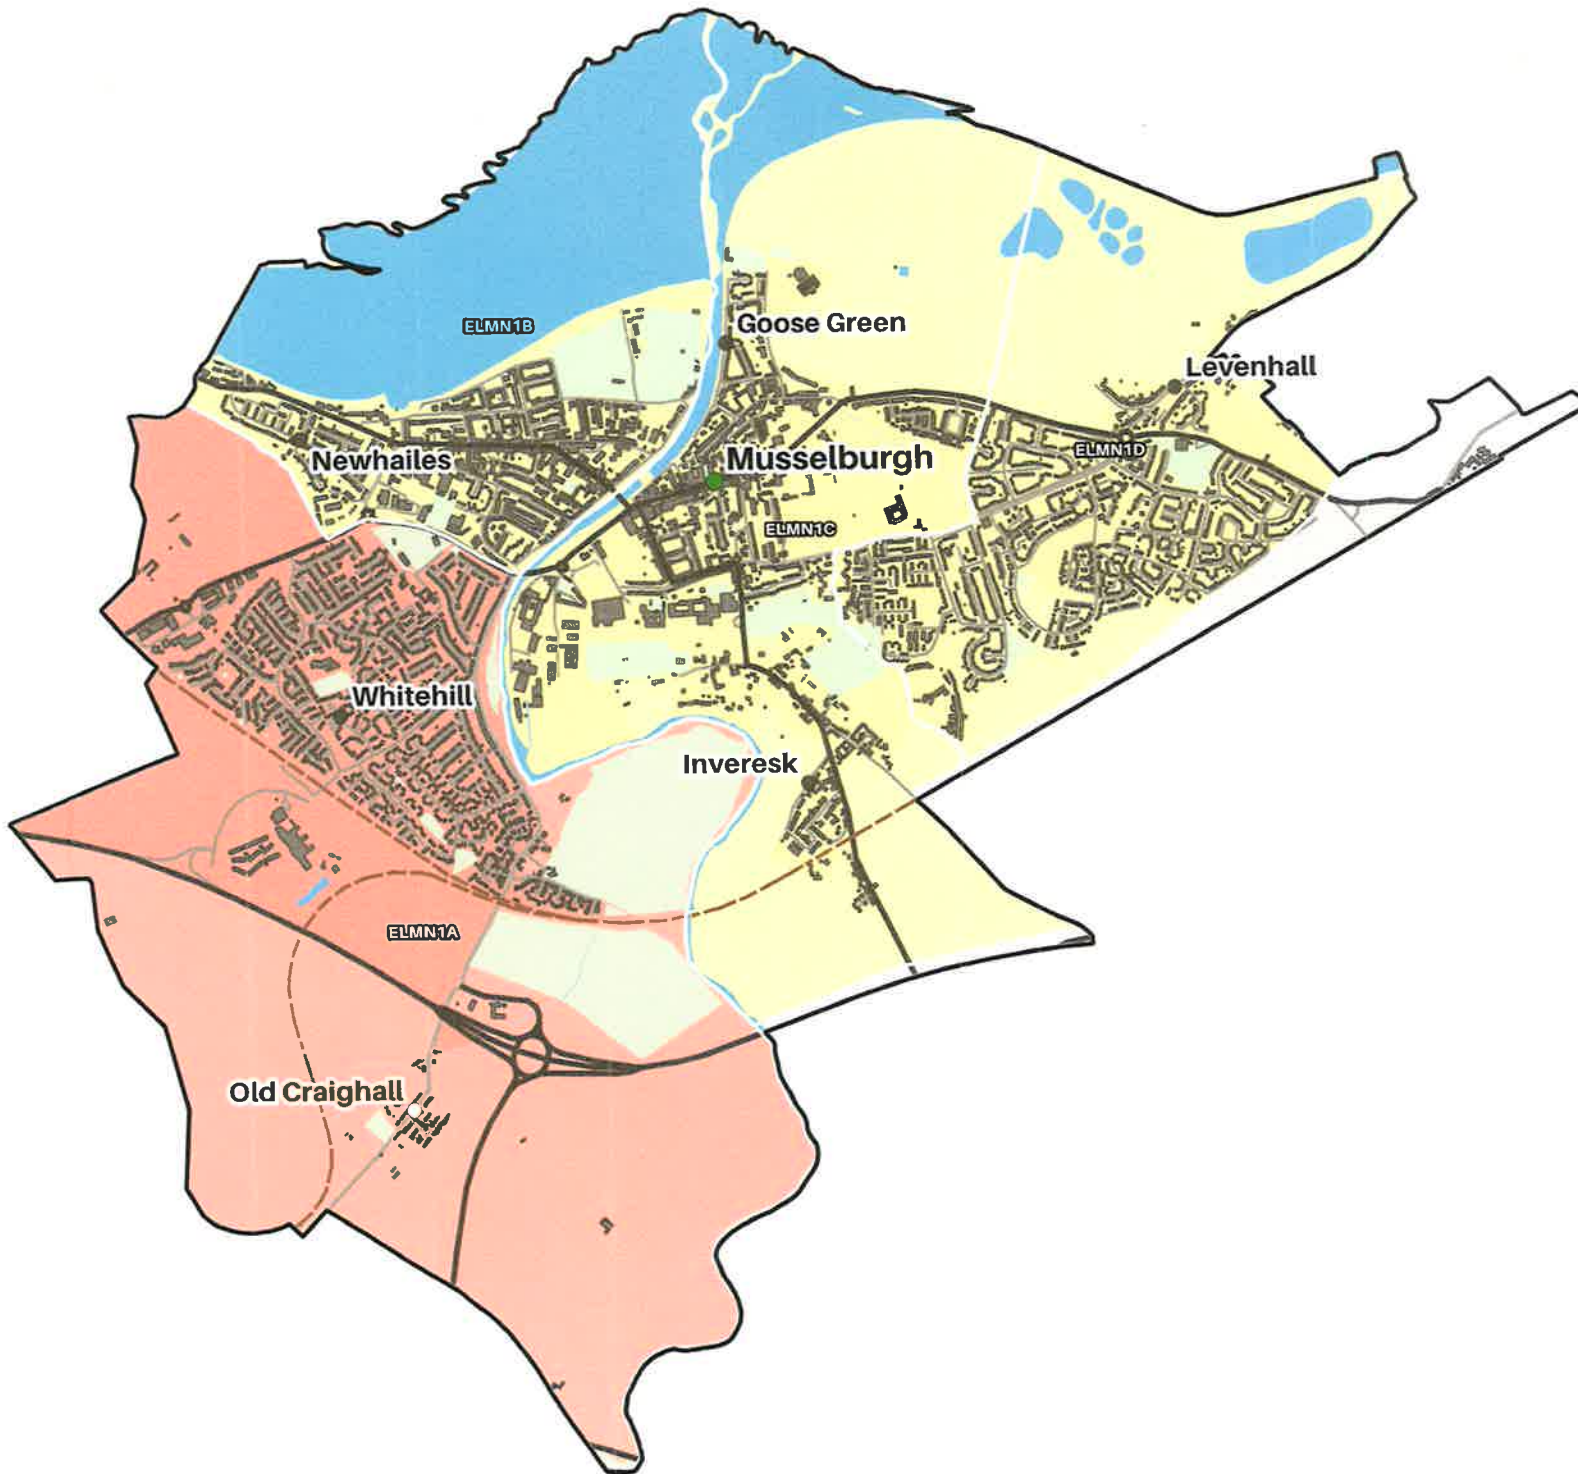 ELMN1B
Goose Green
Levenhall
Newhailes
Musselburgh
ELMN1D
ELMN1C
Whitehill
Inveresk
ELMN1A
Old Craighall